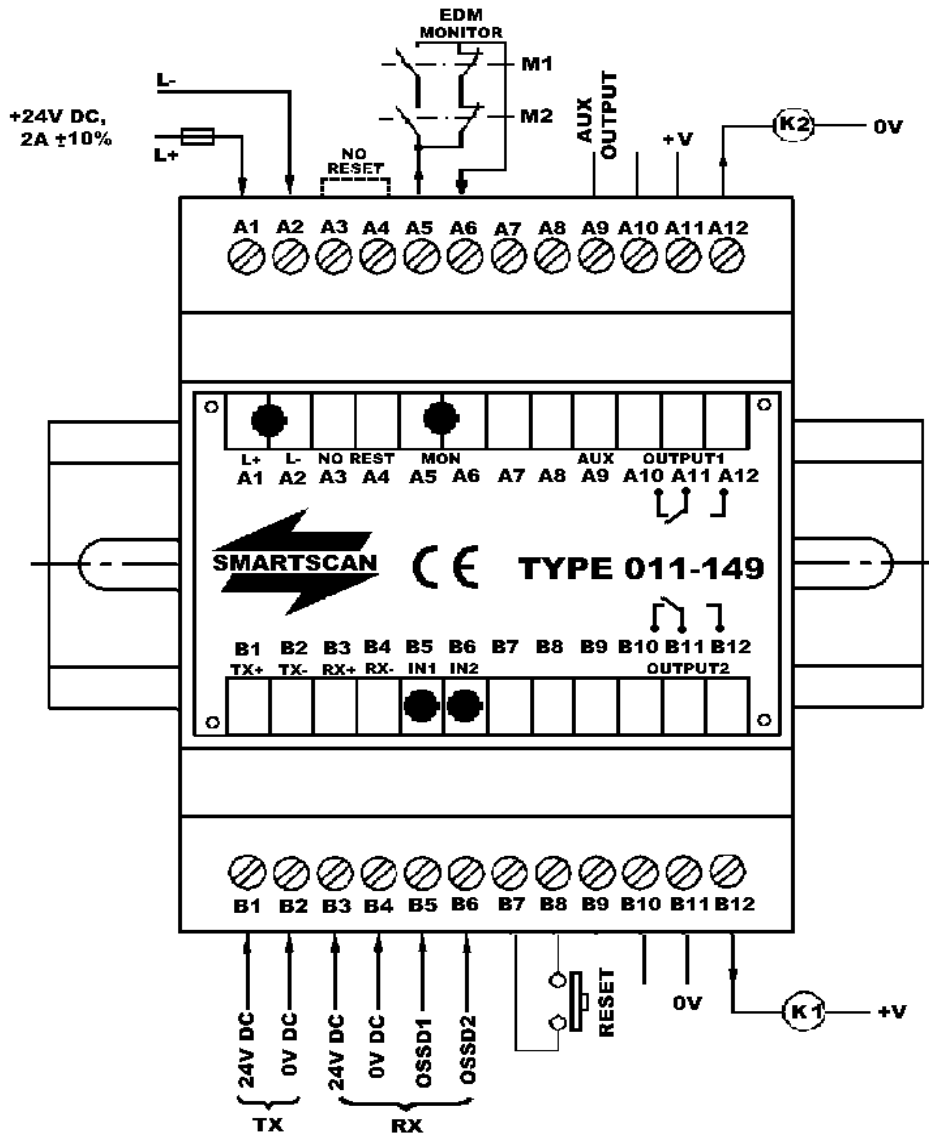 EDM
MONITOR
M1
M2
L-
+24V DC,
2A ±10%
L+
NO
RESET
AUX
OUTPUT
+V
K2
0V
A1 A2 A3 A4 A5 A6 A7 A8 A9 A10 A11 A12
L+ L- NO REST MON AUX OUTPUT1
A1 A2 A3 A4 A5 A6 A7 A8 A9 A10 A11 A12
SMARTSCAN
CE
TYPE 011-149
B1 B2 B3 B4 B5 B6 B7 B8 B9 B10 B11 B12
TX+ TX- RX+ RX- IN1 IN2 OUTPUT2
B1 B2 B3 B4 B5 B6 B7 B8 B9 B10 B11 B12
24V DC
0V DC
24V DC
0V DC
OSSD1
OSSD2
RESET
0V
K1
+V
TX
RX